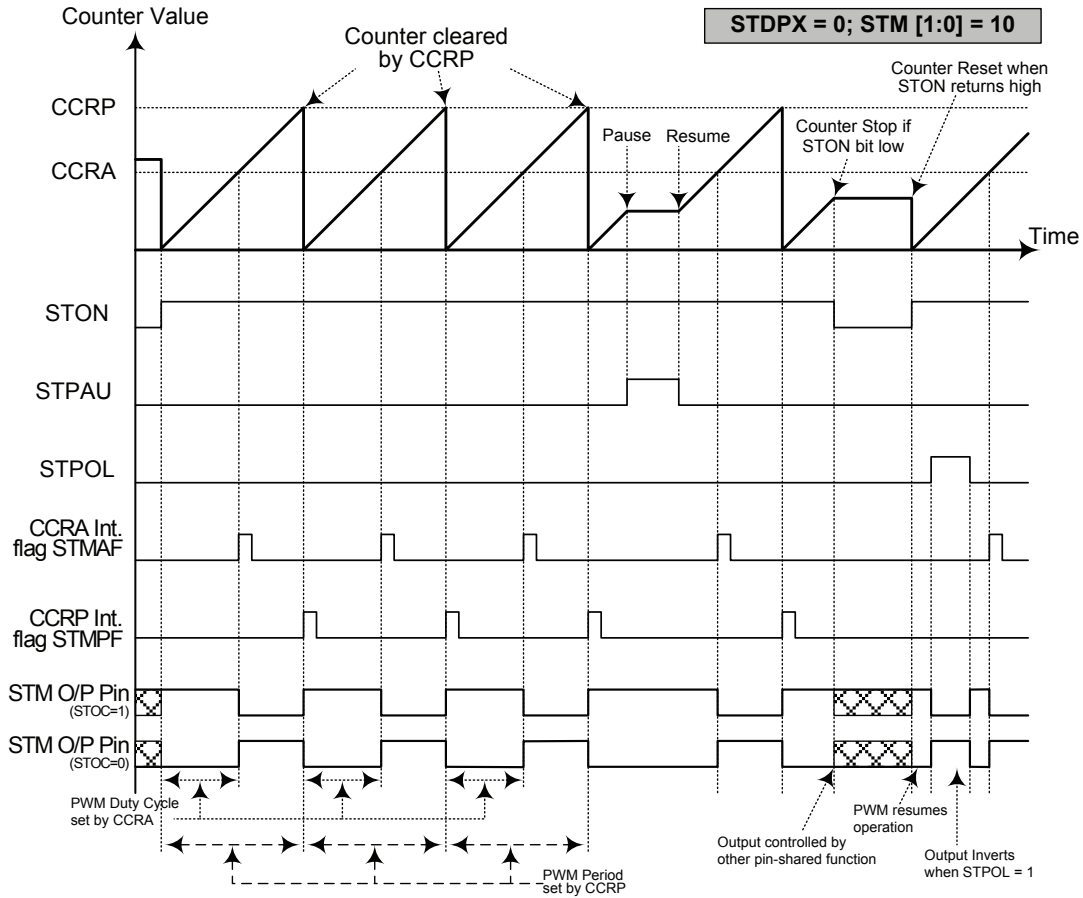 Counter Value
STDPX = 0; STM [1:0] = 10
Counter cleared
by CCRP
Counter Reset when
STON returns high
CCRP
Pause
Resume
Counter Stop if
STON bit low
CCRA
Time
STON
STPAU
STPOL
CCRA Int.
flag STMAF
CCRP Int.
flag STMPF
STM O/P Pin
(STOC=1)
STM O/P Pin
(STOC=0)
PWM Duty Cycle
set by CCRA
PWM resumes
operation
Output controlled by
other pin-shared function
Output Inverts
when STPOL = 1
PWM Period
set by CCRP